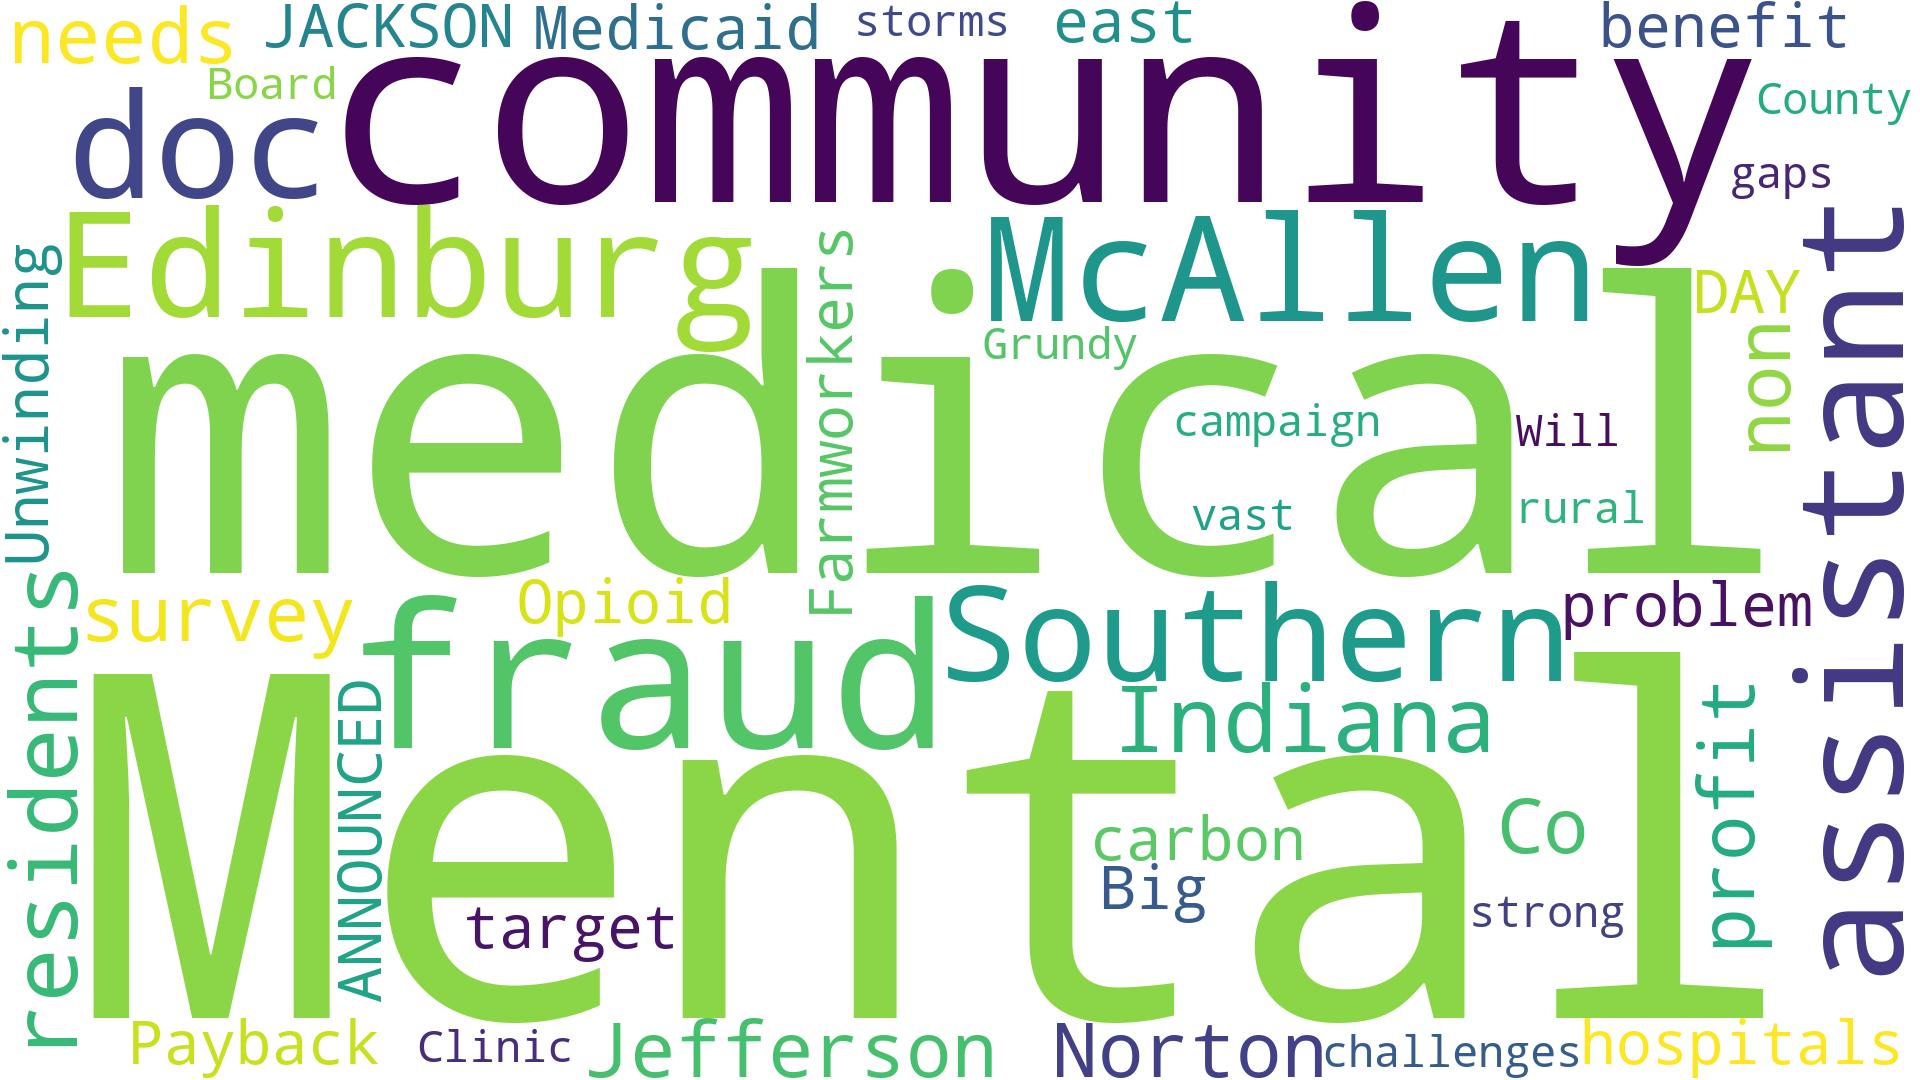 needs
JACKSON
Medicaid
storms
east
benefit
Board
community
County
doc
gaps
Edinburg
McAllen
DAY
Unwinding
Farmworkers
Grundy
non
assistant
medical
campaign
Will
vast
rural
residents
survey
Opioid
Southern
problem
fraud
ANNOUNCED
Indiana
profit
Mental
carbon
Co
Big
target
strong
Payback
Clinic
Jefferson
Norton
challenges
hospitals